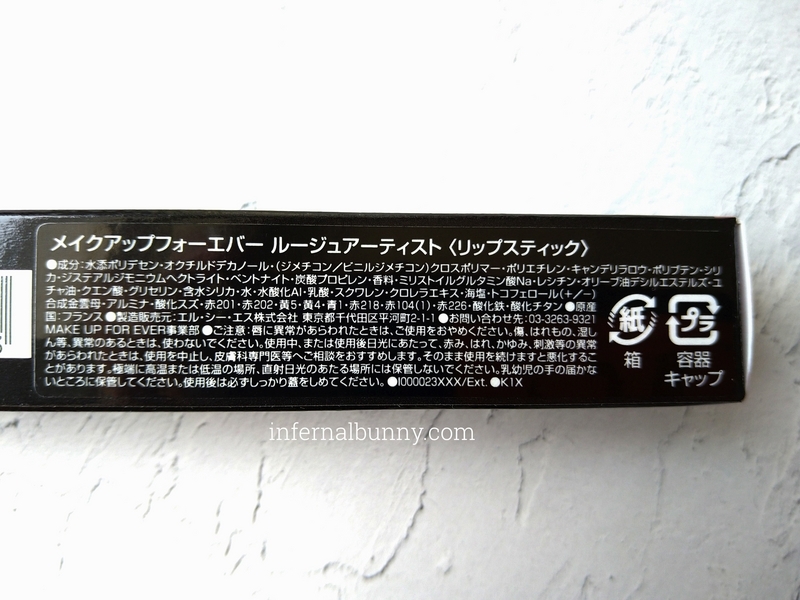 メイクアップフォーエバー ルージュアーティスト〈リップスティック〉
●成分:水添ポリデセン・オクチルドデカノール・(ジメチコン/ビニルジメチコン)クロスポリマー・ポリエチレン・キャンデリラロウ・ポリブテン・シリ
カ・ジステアルジモニウムヘクトライト・ベントナイト・炭酸プロピレン・香料・ミリストイルグルタミン酸Na・レシチン・オリーブ油デシルエステルズ・ユ
チャ油・クエン酸・グリセリン・含水シリカ・水・水酸化Al・乳酸・スクワレン・クロレラエキス・海塩・トコフェロール(+/−)
合成金雲母・アルミナ・酸化スズ・赤201・赤202・黄5・黄4・青1・赤218・赤104(1)・赤226・酸化鉄・酸化チタン ●原産
国:フランス ●製造販売元:エル・シー・エス株式会社 東京都千代田区平河町2-1-1 ●お問い合わせ先:03-3263-9321
MAKE UP FOR EVER事業部 ●ご注意:唇に異常があらわれたときは、ご使用をおやめください。傷、はれもの、湿し
ん等、異常のあるときは、使わないでください。使用中、または使用後日光にあたって、赤み、はれ、かゆみ、刺激等の異常
があらわれたときは、使用を中止し、皮膚科専門医等へご相談をおすすめします。そのまま使用を続けますと悪化するこ
とがあります。極端に高温または低温の場所、直射日光のあたる場所には保管しないでください。乳幼児の手の届かな
いところに保管してください。使用後は必ずしっかり蓋をしめてください。 ●I000023XXX/Ext. ●K1X
紙
箱
プラ
容器
キャップ
infernalbunny.com